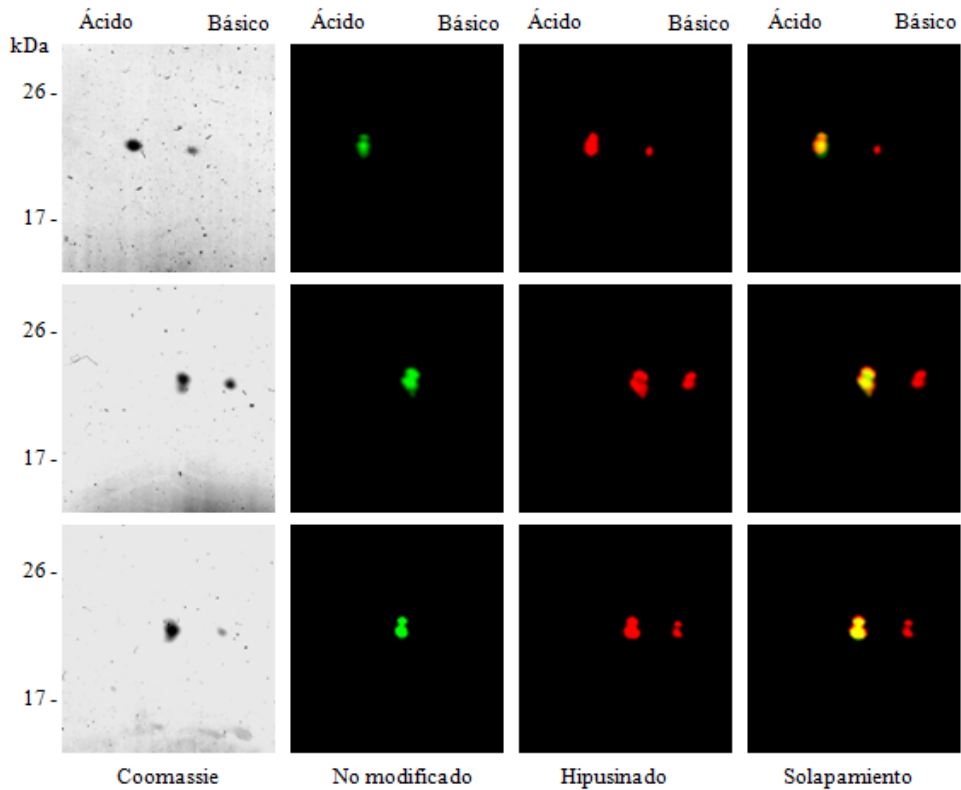 Ácido Básico Ácido Básico Ácido Básico Ácido Básico
kDa
26 -
17 -
26 -
17 -
26 -
17 -
Coomassie No modificado Hipusinado Solapamiento